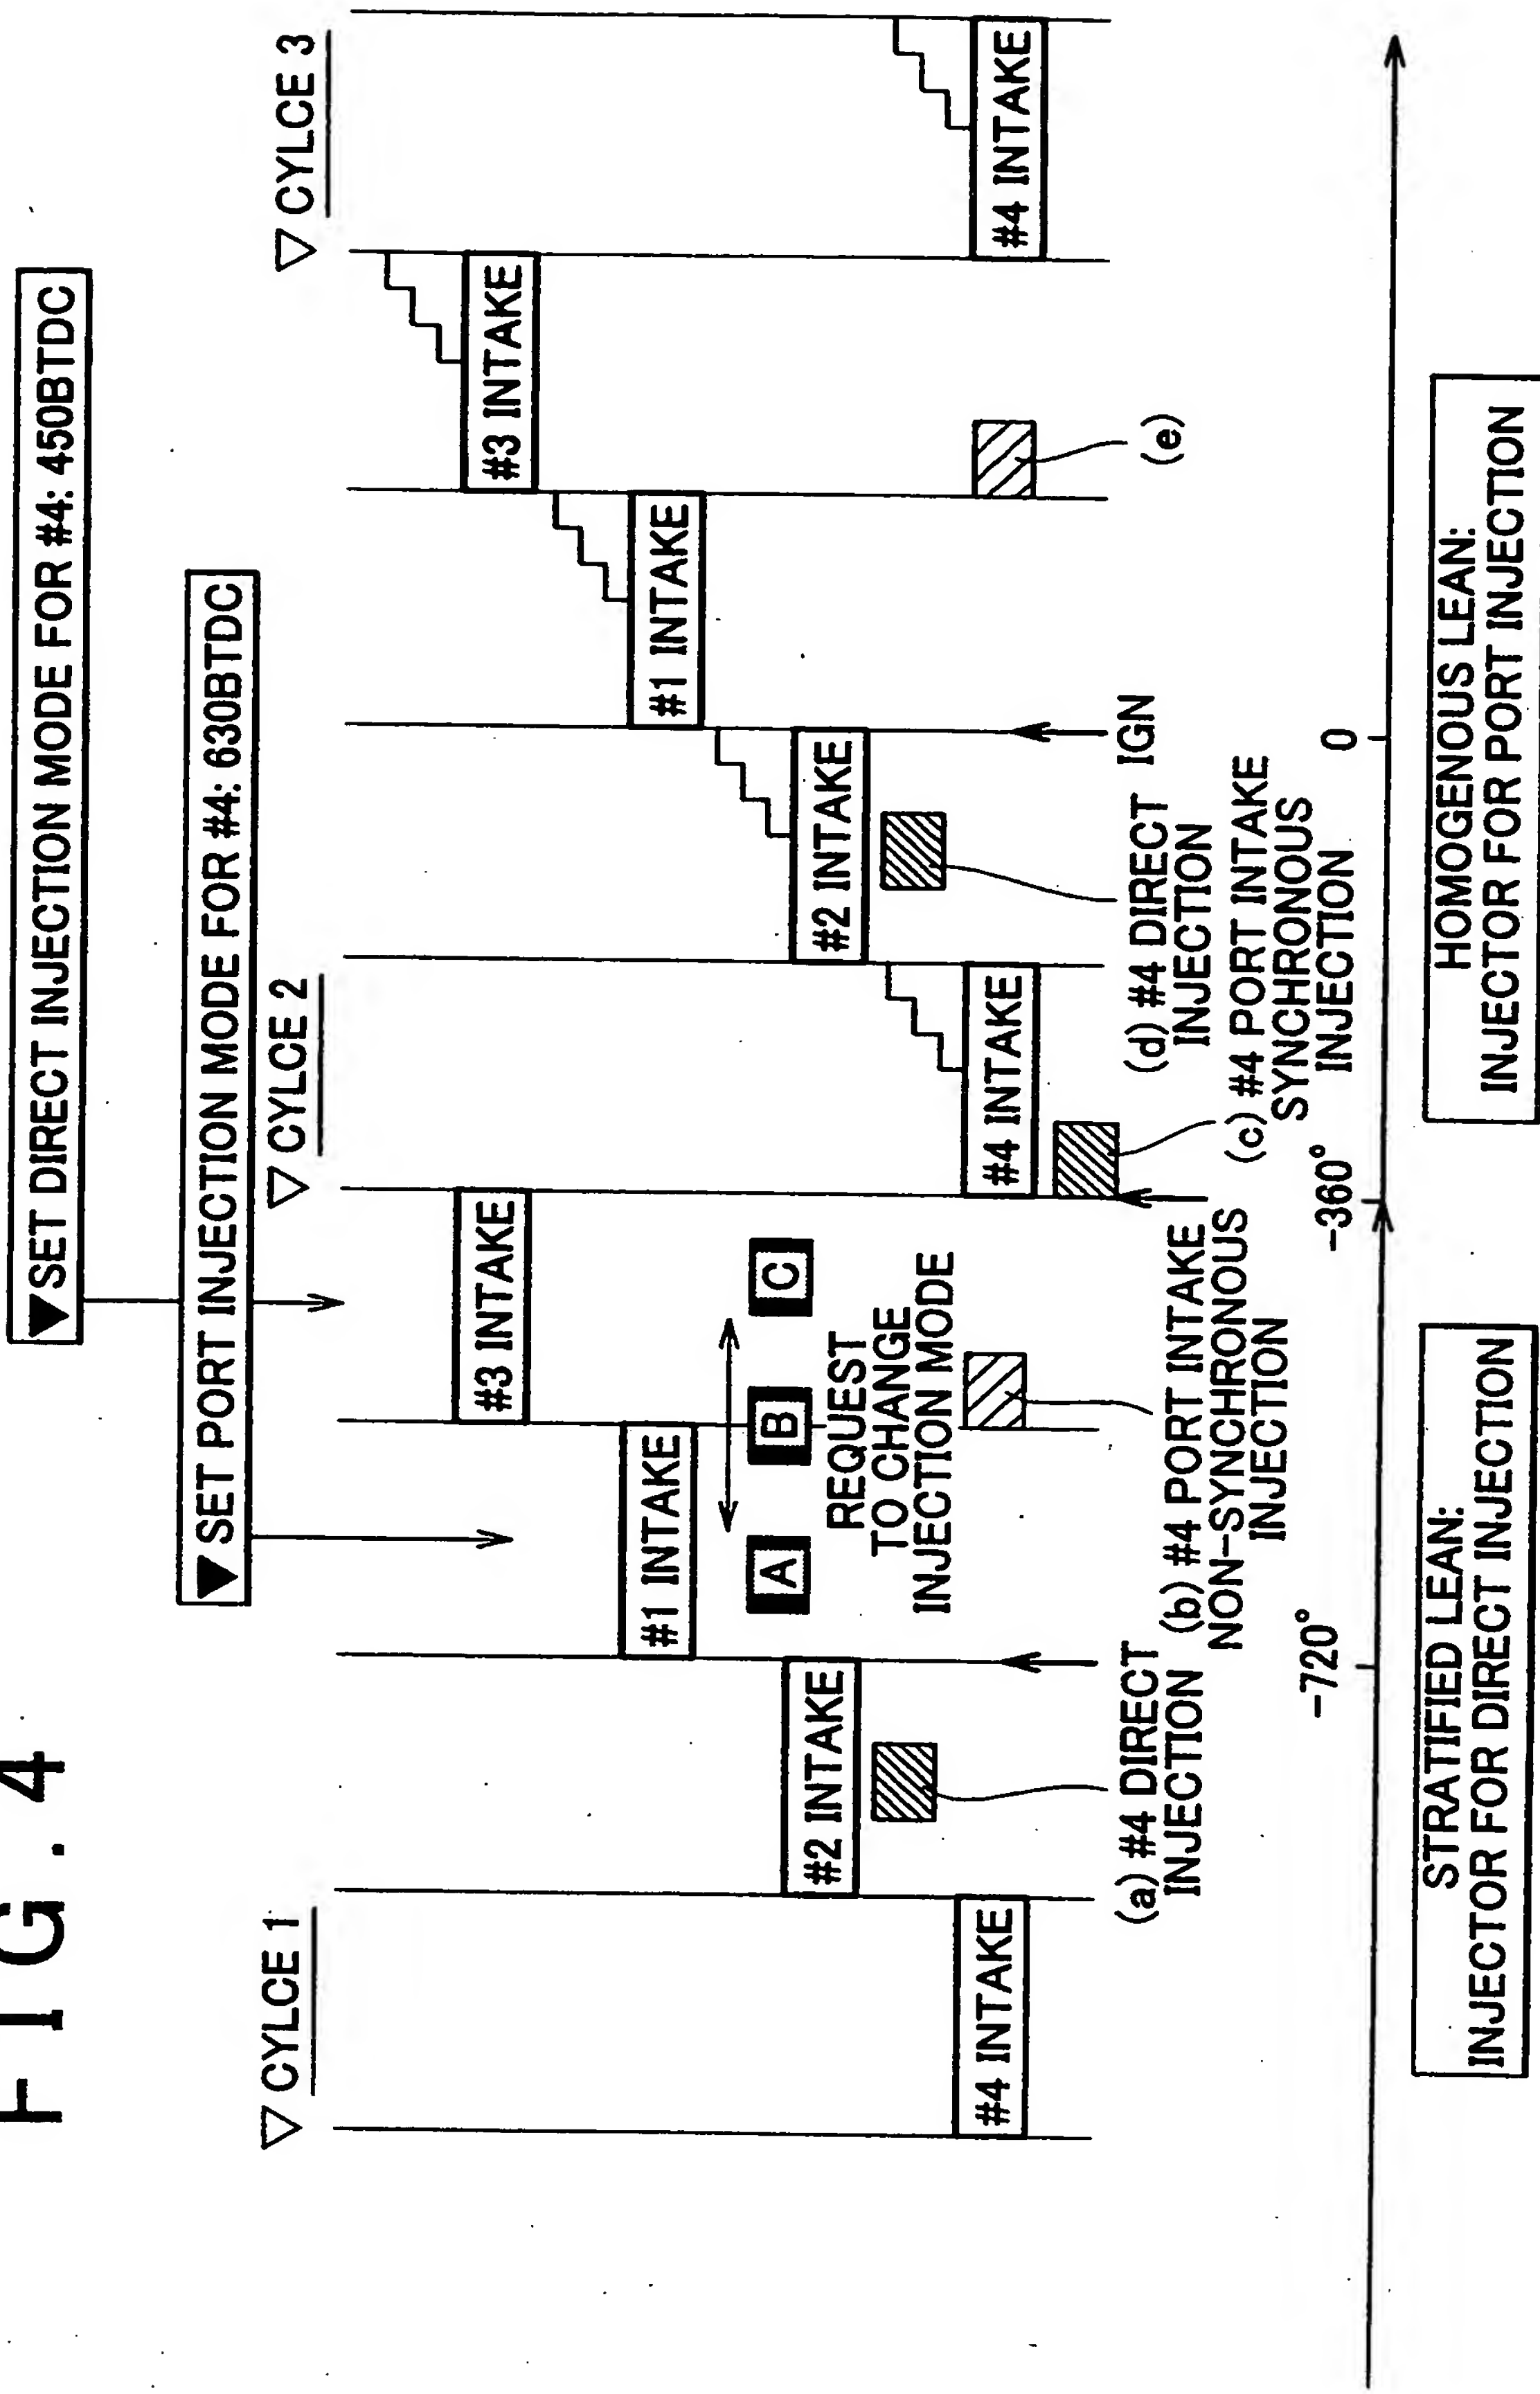 FIG.4
▼SET DIRECT INJECTION MODE FOR #4: 450BTDC
▼SET PORT INJECTION MODE FOR #4: 630BTDC
▽ CYLCE 1
▽ CYLCE 2
▽ CYLCE 3
#3 INTAKE
#3 INTAKE
#1 INTAKE
#1 INTAKE
#2 INTAKE
#2 INTAKE
#4 INTAKE
#4 INTAKE
#4 INTAKE
A
B
C
REQUEST
TO CHANGE
INJECTION MODE
(a) #4 DIRECT
INJECTION
(b) #4 PORT INTAKE
NON-SYNCHRONOUS
INJECTION
(c) #4 PORT INTAKE
SYNCHRONOUS
INJECTION
(d) #4 DIRECT
INJECTION
IGN
(e)
-720°
-360°
0
STRATIFIED LEAN:
INJECTOR FOR DIRECT INJECTION
HOMOGENOUS LEAN:
INJECTOR FOR PORT INJECTION